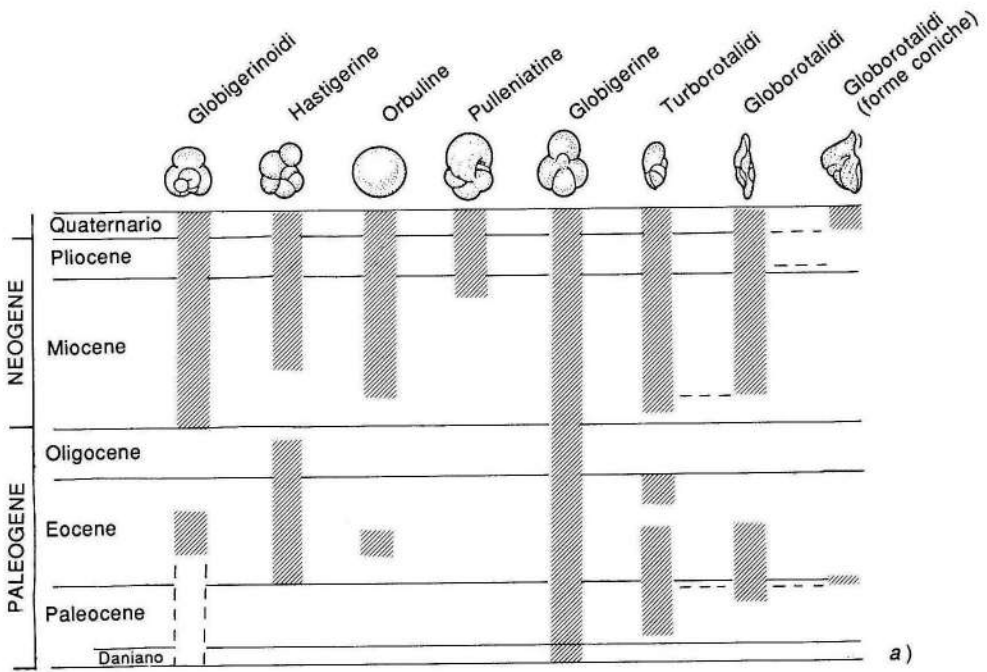 Globigerinoidi
Hastigerine
Orbuline
Pulleniatine
Globigerine
Turborotalidi
Globorotalidi
Globorotalidi
(forme coniche)
NEOGENE
Quaternario
Pliocene
Miocene
PALEOGENE
Oligocene
Eocene
Paleocene
Daniano
a)